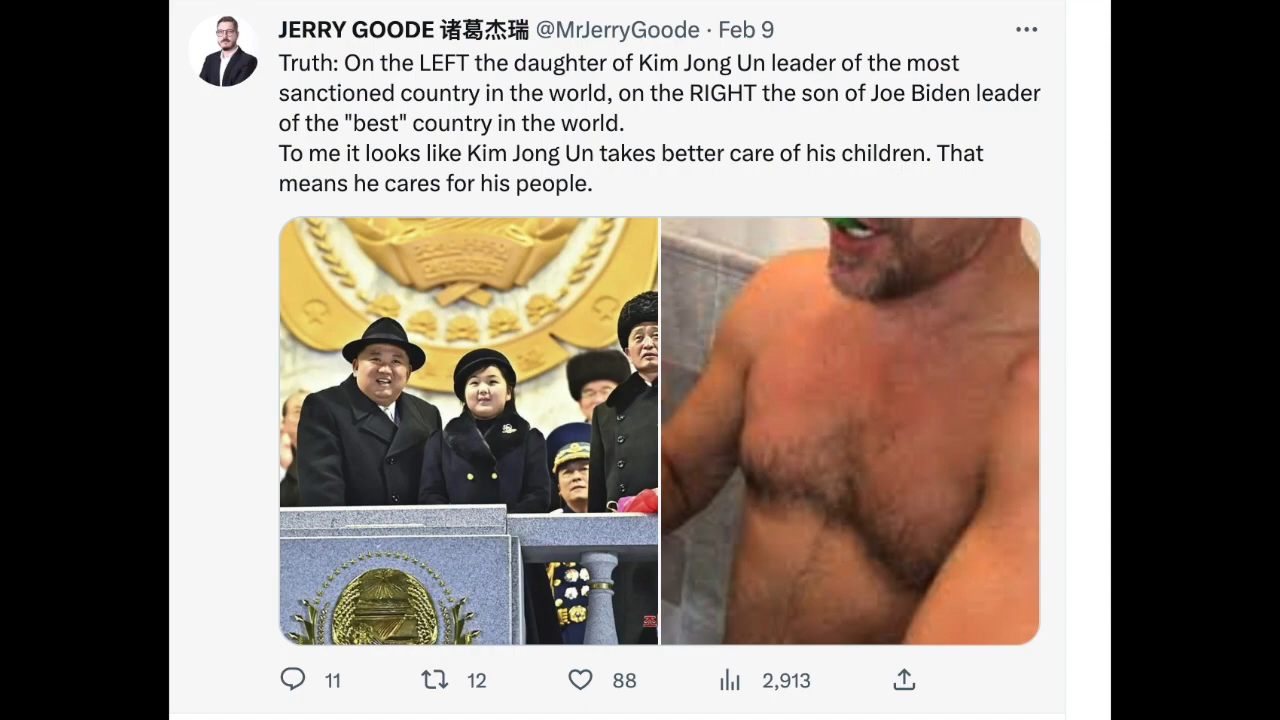 JERRY GOODE 诸葛杰瑞 @MrJerryGoode · Feb 9
Truth: On the LEFT the daughter of Kim Jong Un leader of the most
sanctioned country in the world, on the RIGHT the son of Joe Biden leader
of the "best" country in the world.
To me it looks like Kim Jong Un takes better care of his children. That
means he cares for his people.
11 12 88 2,913